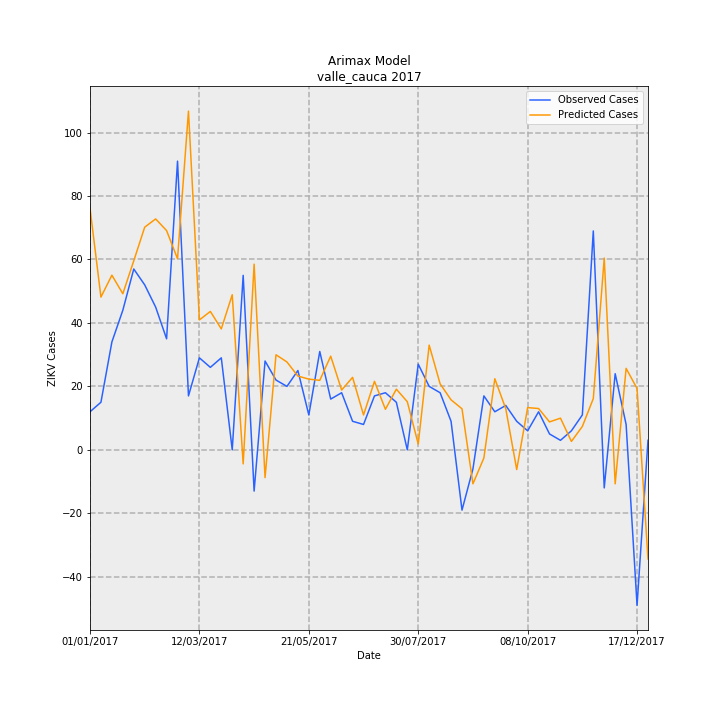 Arimax Model
valle_cauca 2017
Observed Cases
Predicted Cases
100
80
60
40
20
0
−20
−40
ZIKV Cases
01/01/2017
12/03/2017
21/05/2017
30/07/2017
08/10/2017
17/12/2017
Date